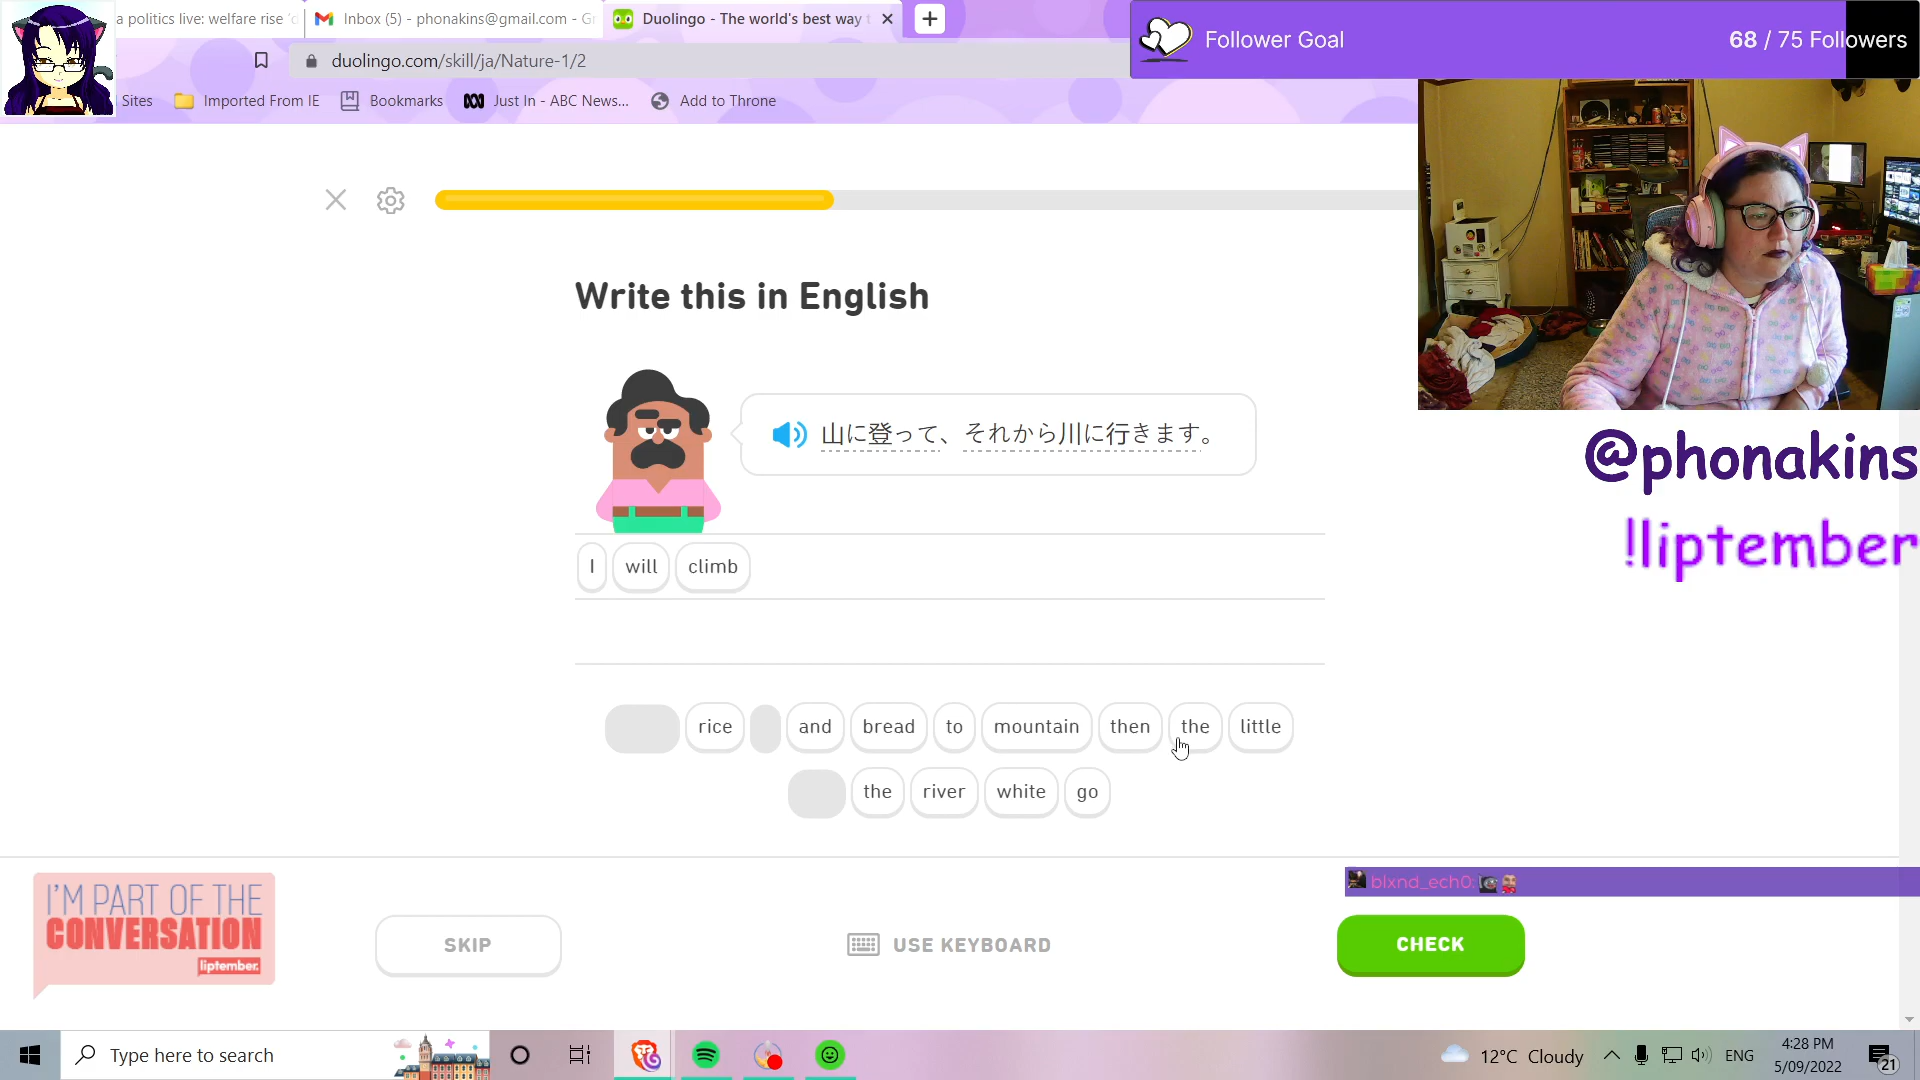 a politics live: welfare rise 'd
Inbox (5) - phonakins@gmail.com - Gr
Duolingo - The world's best way t
Follower Goal
68 / 75 Followers
duolingo.com/skill/ja/Nature-1/2
Sites
Imported From IE
Bookmarks
Just In - ABC News...
Add to Throne
Write this in English
山に登って、それから川に行きます。
@phonakins
!liptember
I will climb
rice and bread to mountain then the little
the river white go
I'M PART OF THE
CONVERSATION
liptember.
blxnd_ech0:
SKIP
USE KEYBOARD
CHECK
Type here to search
12°C Cloudy
ENG
4:28 PM
5/09/2022
21